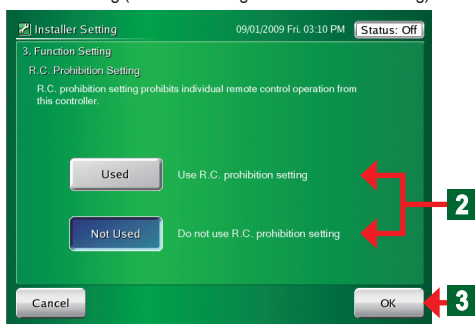 Installer Setting
09/01/2009 Fri. 03:10 PM
Status: Off
3. Function Setting
R.C. Prohibition Setting
R.C. prohibition setting prohibits individual remote control operation from
this controller.
Used
Use R.C. prohibition setting
2
Not Used
Do not use R.C. prohibition setting
Cancel
OK
3